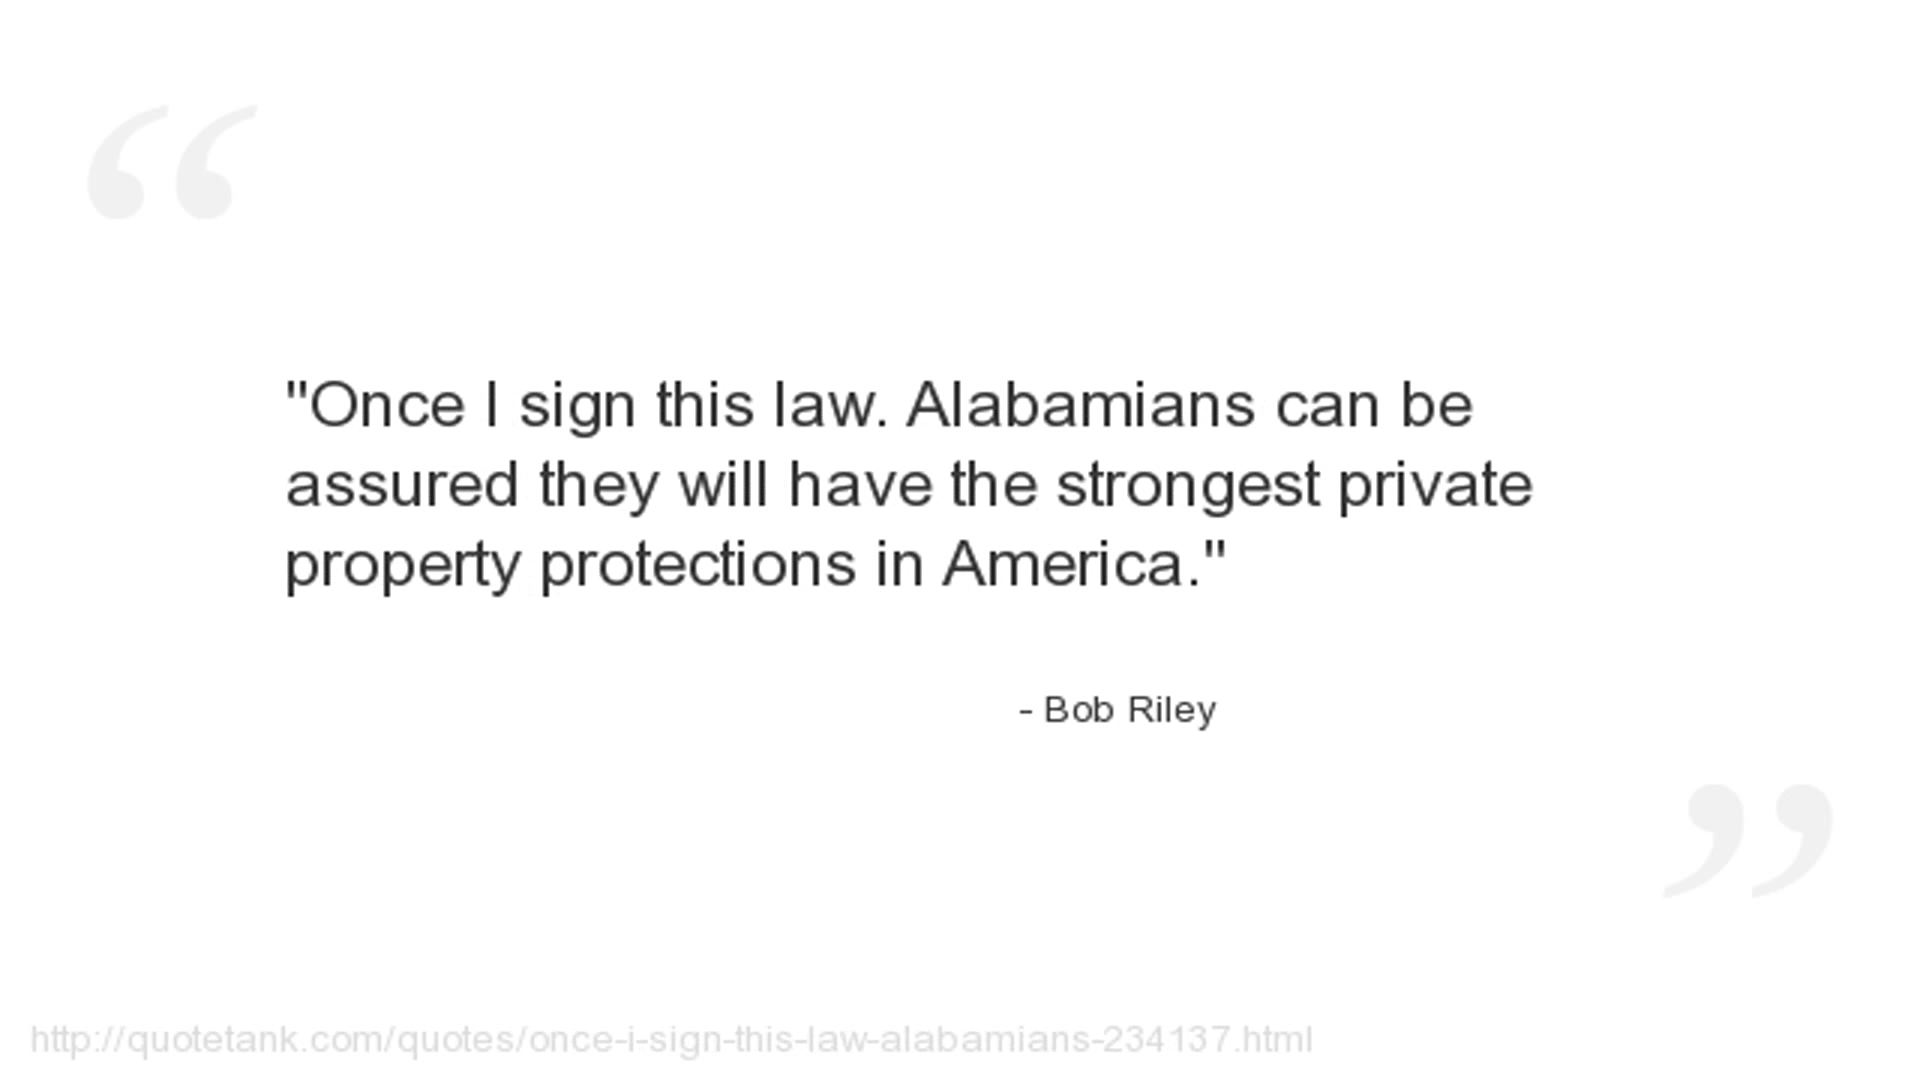 "Once I sign this law. Alabamians can be
assured they will have the strongest private
property protections in America."
- Bob Riley
http://quotetank.com/quotes/once-i-sign-this-law-alabamians-234137.html